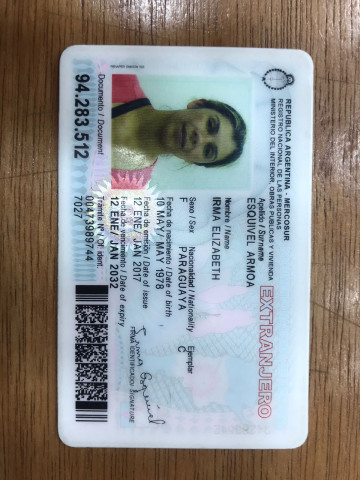 REPUBLICA ARGENTINA - MERCOSUR
REGISTRO NACIONAL DE LAS PERSONAS
MINISTERIO DEL INTERIOR, OBRAS PUBLICAS Y VIVIENDA
EXTRANJERO
Apellido / Surname
ESQUIVEL ARMOA
Nombre / Name
IRMA ELIZABETH
Sexo / Sex Nacionalidad / Nationality Ejemplar
F PARAGUAYA C
Fecha de nacimiento / Date of birth
10 MAY/ MAY 1978
Fecha de emisión / Date of issue
12 ENE/ JAN 2017
Fecha de vencimiento / Date of expiry
12 ENE/ JAN 2032
FIRMA IDENTIFICADO/ SIGNATURE
Documento / Document
94.283.512
Trámite N° / Of. ident.
00473989744
7027